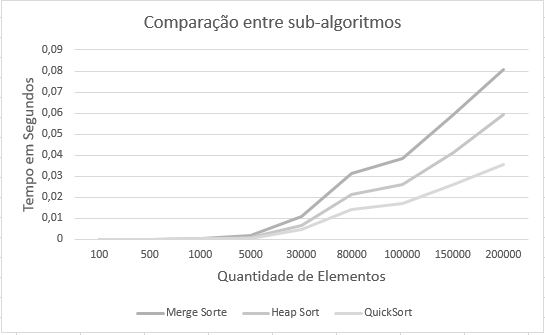 Comparação entre sub-algoritmos
Tempo em Segundos
0,09
0,08
0,07
0,06
0,05
0,04
0,03
0,02
0,01
0
100 500 1000 5000 30000 80000 100000 150000 200000
Quantidade de Elementos
Merge Sorte Heap Sort QuickSort